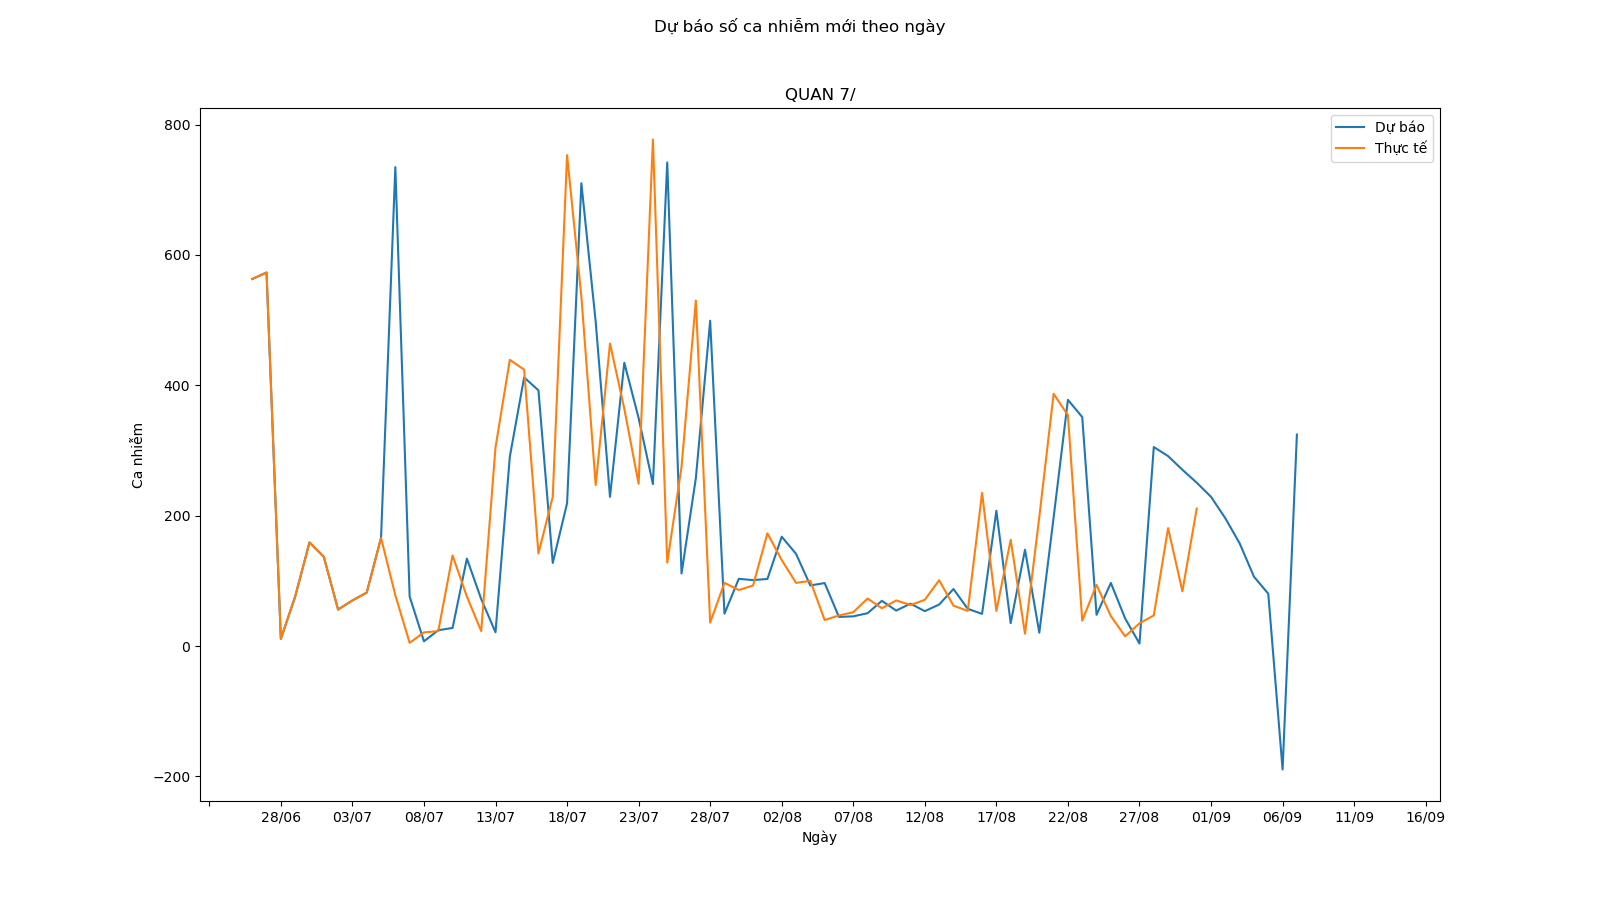 Dự báo số ca nhiễm mới theo ngày
QUAN 7/
Dự báo
Thực tế
800
600
400
200
0
−200
Ca nhiễm
28/06 03/07 08/07 13/07 18/07 23/07 28/07 02/08 07/08 12/08 17/08 22/08 27/08 01/09 06/09 11/09 16/09
Ngày